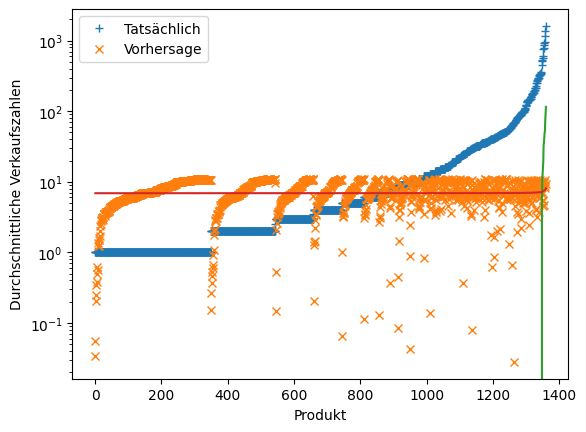 Tatsächlich
Vorhersage
Durchschnittliche Verkaufszahlen
10³
10²
10¹
10⁰
10⁻¹
0 200 400 600 800 1000 1200 1400
Produkt